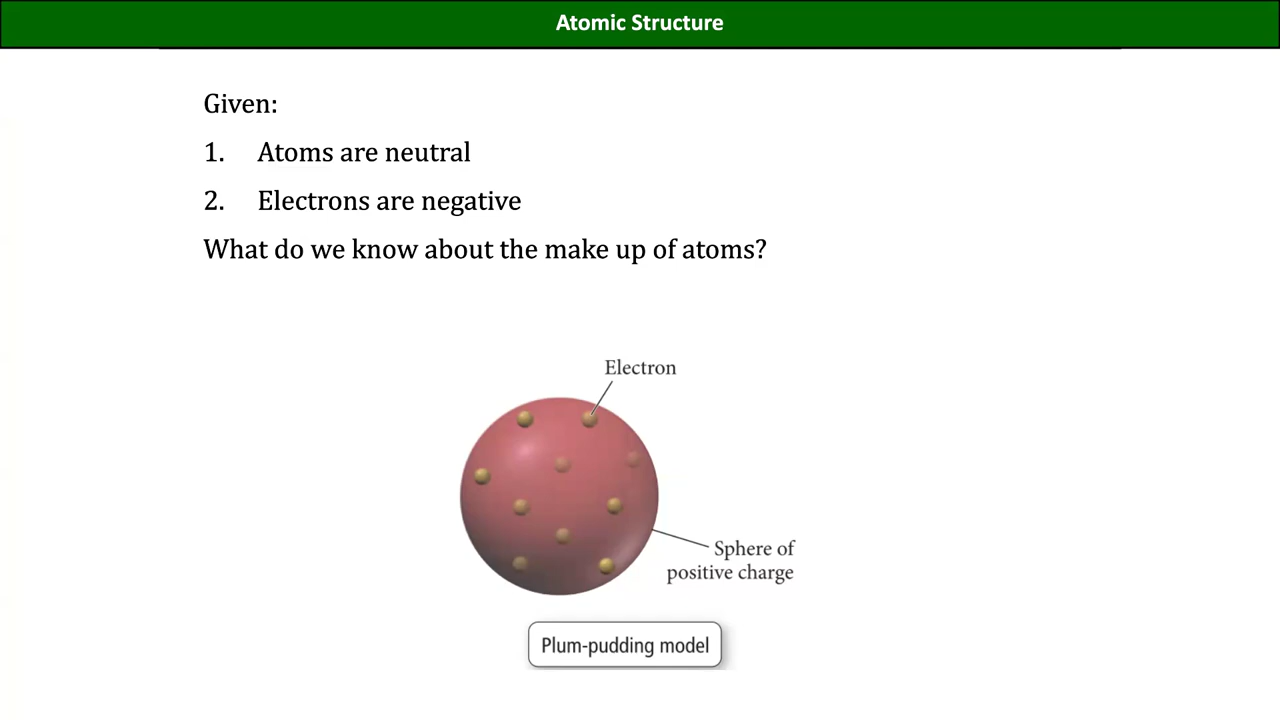 Atomic Structure
Given:
1. Atoms are neutral
2. Electrons are negative
What do we know about the make up of atoms?
Electron
Sphere of
positive charge
Plum-pudding model